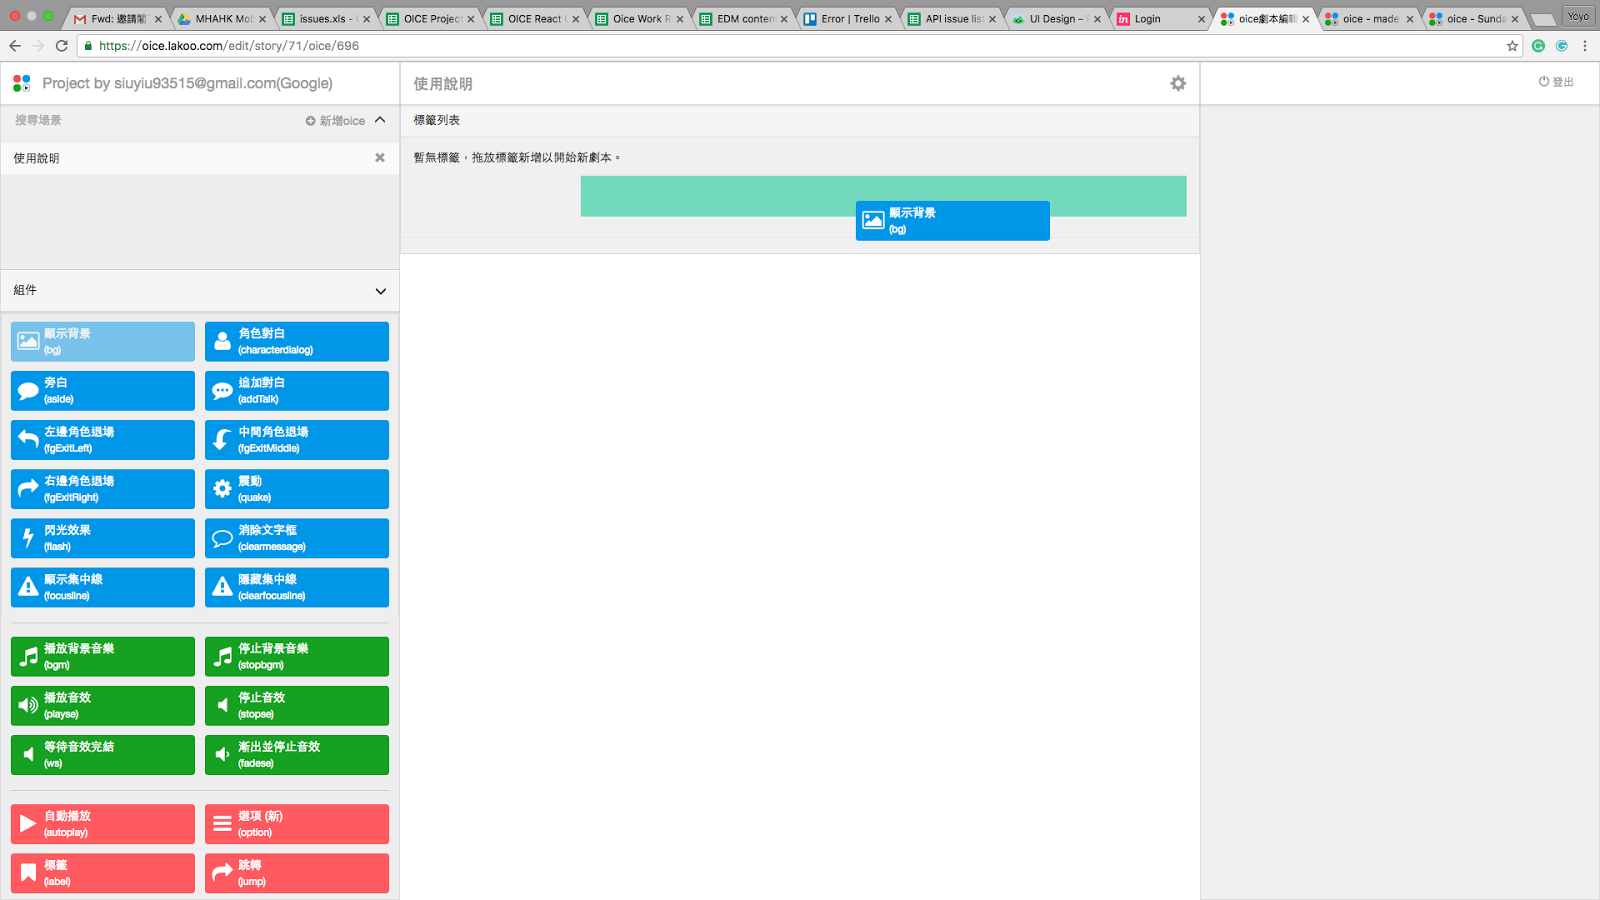 Fwd: 邀請閣
MHAHK Mob
issues.xls - G
OICE Project
OICE React U
Oice Work R
EDM conten
Error | Trello
API issue list
UI Design –
Login
oice劇本編輯
oice - made
oice - Sunda
Yoyo
https://oice.lakoo.com/edit/story/71/oice/696
Project by siuyiu93515@gmail.com(Google)
使用說明
登出
搜尋場景
新增oice
標籤列表
使用說明
暫無標籤，拖放標籤新增以開始新劇本。
顯示背景
(bg)
組件
顯示背景
(bg)
角色對白
(characterdialog)
旁白
(aside)
追加對白
(addTalk)
左邊角色退場
(fgExitLeft)
中間角色退場
(fgExitMiddle)
右邊角色退場
(fgExitRight)
震動
(quake)
閃光效果
(flash)
消除文字框
(clearmessage)
顯示集中線
(focusline)
隱藏集中線
(clearfocusline)
播放背景音樂
(bgm)
停止背景音樂
(stopbgm)
播放音效
(playse)
停止音效
(stopse)
等待音效完結
(ws)
漸出並停止音效
(fadese)
自動播放
(autoplay)
選項 (新)
(option)
標籤
(label)
跳轉
(jump)